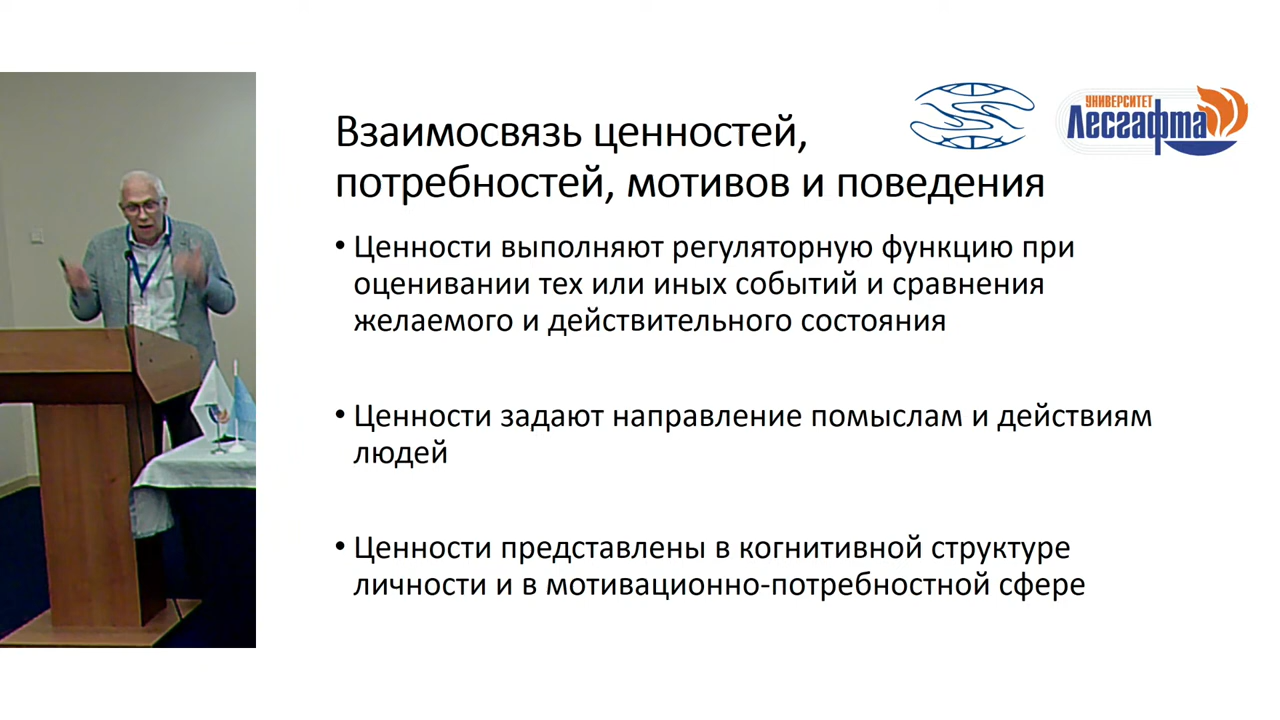 УНИВЕРСИТЕТ
Лесгафта
Взаимосвязь ценностей,
потребностей, мотивов и поведения
• Ценности выполняют регуляторную функцию при
оценивании тех или иных событий и сравнения
желаемого и действительного состояния
• Ценности задают направление помыслам и действиям
людей
• Ценности представлены в когнитивной структуре
личности и в мотивационно-потребностной сфере